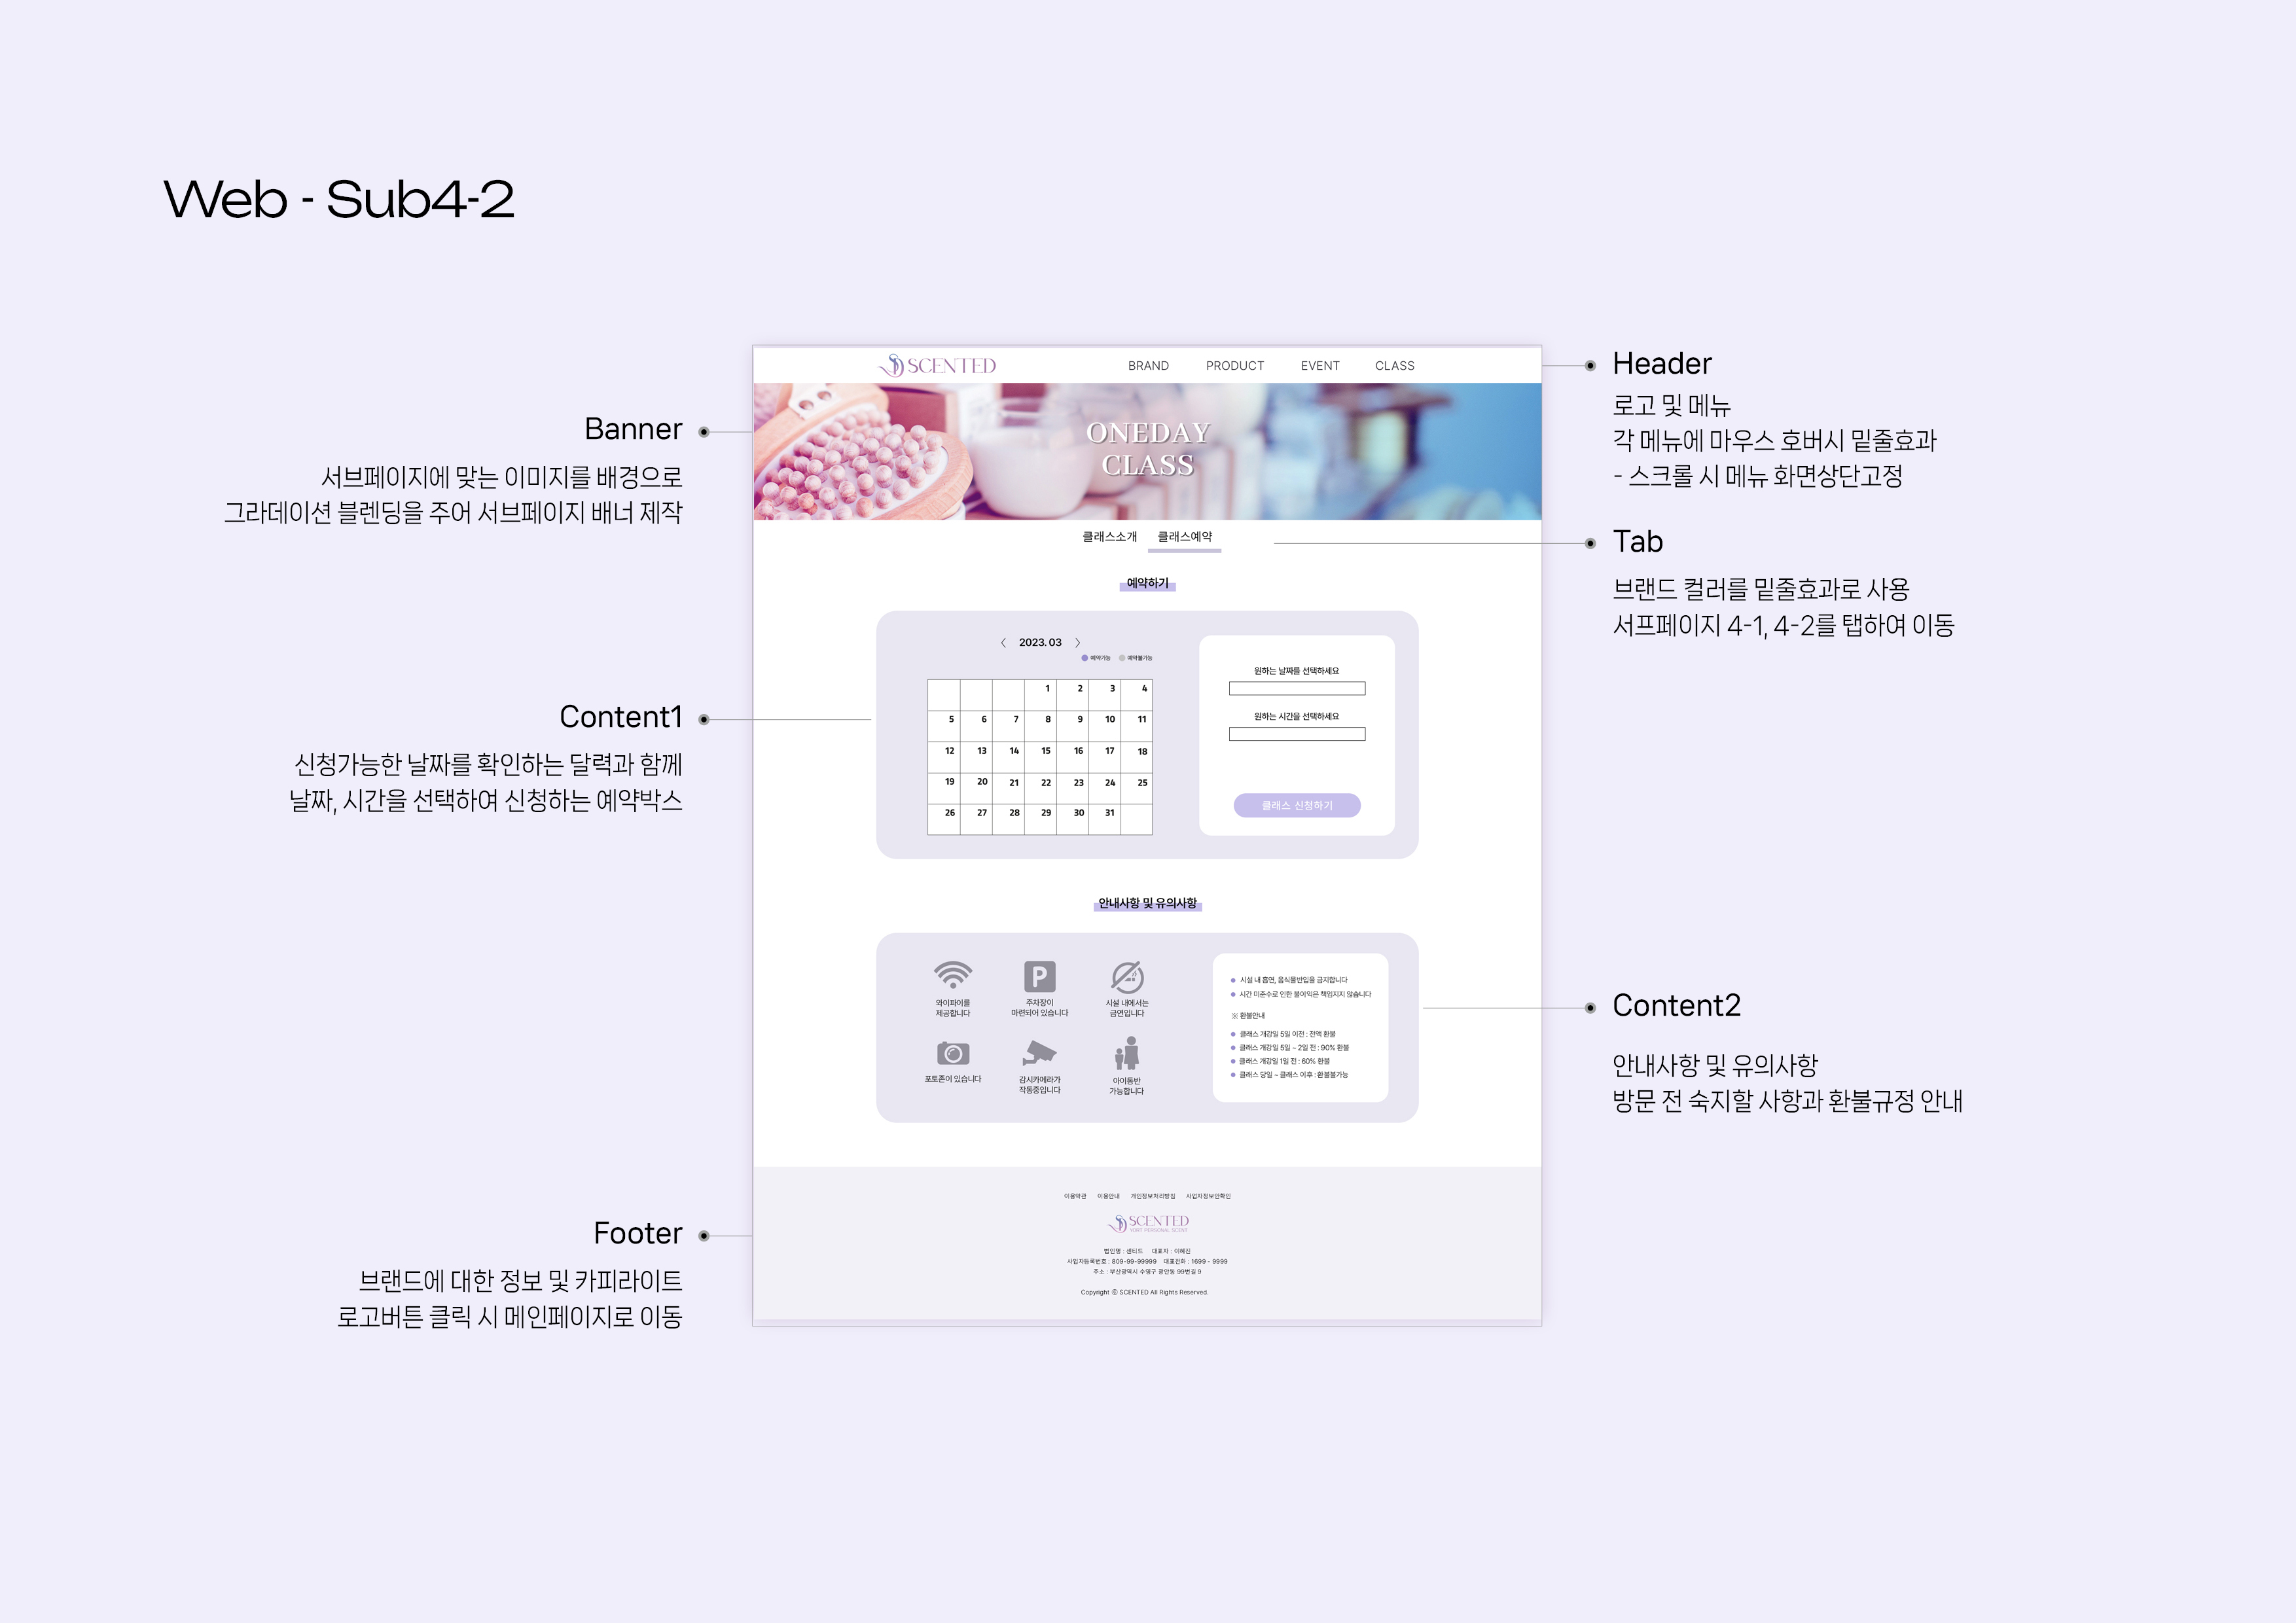 Web - Sub4-2
SCENTED
BRAND PRODUCT EVENT CLASS
ONEDAY
CLASS
클래스소개 클래스예약
예약하기
2023. 03
예약가능 예약불가능
1 2 3 4
5 6 7 8 9 10 11
12 13 14 15 16 17 18
19 20 21 22 23 24 25
26 27 28 29 30 31
원하는 날짜를 선택하세요
원하는 시간을 선택하세요
클래스 신청하기
안내사항 및 유의사항
와이파이를
제공합니다
P
주차장이
마련되어 있습니다
시설 내에서는
금연입니다
포토존이 있습니다
감시카메라가
작동중입니다
아이동반
가능합니다
시설 내 흡연, 음식물반입을 금지합니다
시간 미준수로 인한 불이익은 책임지지 않습니다
※ 환불안내
클래스 개강일 5일 이전 : 전액 환불
클래스 개강일 5일 ~ 2일 전 : 90% 환불
클래스 개강일 1일 전 : 60% 환불
클래스 당일 ~ 클래스 이후 : 환불불가능
이용약관 이용안내 개인정보처리방침 사업자정보안확인
SCENTED
YORT PERSONAL SCENT
법인명 : 센티드 대표자 : 이혜진
사업자등록번호 : 809-99-99999 대표전화 : 1699 - 9999
주소 : 부산광역시 수영구 광안동 99번길 9
Copyright ⓒ SCENTED All Rights Reserved.
Banner
서브페이지에 맞는 이미지를 배경으로
그라데이션 블렌딩을 주어 서브페이지 배너 제작
Content1
신청가능한 날짜를 확인하는 달력과 함께
날짜, 시간을 선택하여 신청하는 예약박스
Footer
브랜드에 대한 정보 및 카피라이트
로고버튼 클릭 시 메인페이지로 이동
Header
로고 및 메뉴
각 메뉴에 마우스 호버시 밑줄효과
- 스크롤 시 메뉴 화면상단고정
Tab
브랜드 컬러를 밑줄효과로 사용
서프페이지 4-1, 4-2를 탭하여 이동
Content2
안내사항 및 유의사항
방문 전 숙지할 사항과 환불규정 안내